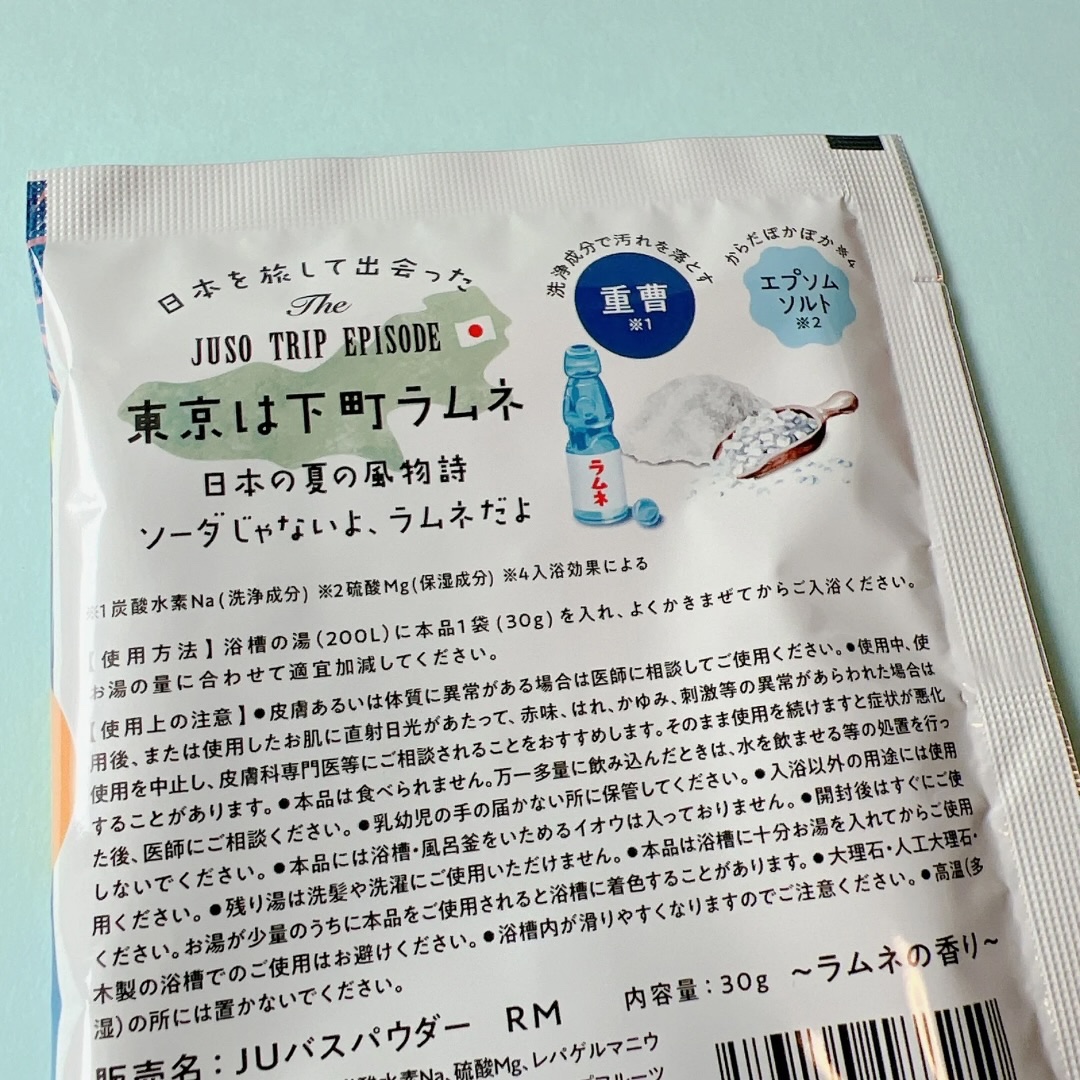 日本を旅して出会った
The
JUSO TRIP EPISODE
東京は下町ラムネ
日本の夏の風物詩
ソーダじゃないよ、ラムネだよ
洗浄成分で汚れを落とす
重曹
※1
からだぽかぽか※4
エプソム
ソルト
※2
ラムネ
※1炭酸水素Na(洗浄成分) ※2硫酸Mg(保湿成分) ※4入浴効果による
【使用方法】浴槽の湯(200L)に本品1袋(30g)を入れ、よくかきまぜてからご入浴ください。
お湯の量に合わせて適宜加減してください。
【使用上の注意】●皮膚あるいは体質に異常がある場合は医師に相談してご使用ください。●使用中、使
用後、または使用したお肌に直射日光があたって、赤味、はれ、かゆみ、刺激等の異常があらわれた場合は
使用を中止し、皮膚科専門医等にご相談されることをおすすめします。そのまま使用を続けますと症状が悪化
することがあります。●本品は食べられません。万一多量に飲み込んだときは、水を飲ませる等の処置を行っ
た後、医師にご相談ください。●乳幼児の手の届かない所に保管してください。●入浴以外の用途には使用
しないでください。●本品には浴槽・風呂釜をいためるイオウは入っておりません。●開封後はすぐにご使
用ください。●残り湯は洗髪や洗濯にご使用いただけません。●本品は浴槽に十分お湯を入れてからご使用
ください。お湯が少量のうちに本品をご使用されると浴槽に着色することがあります。●大理石・人工大理石・
木製の浴槽でのご使用はお避けください。●浴槽内が滑りやすくなりますのでご注意ください。●高温(多
湿)の所には置かないでください。
販売名：JUバスパウダー RM 内容量：30g ～ラムネの香り～
炭酸水素Na、硫酸Mg、レパゲルマニウ
プフルーツ